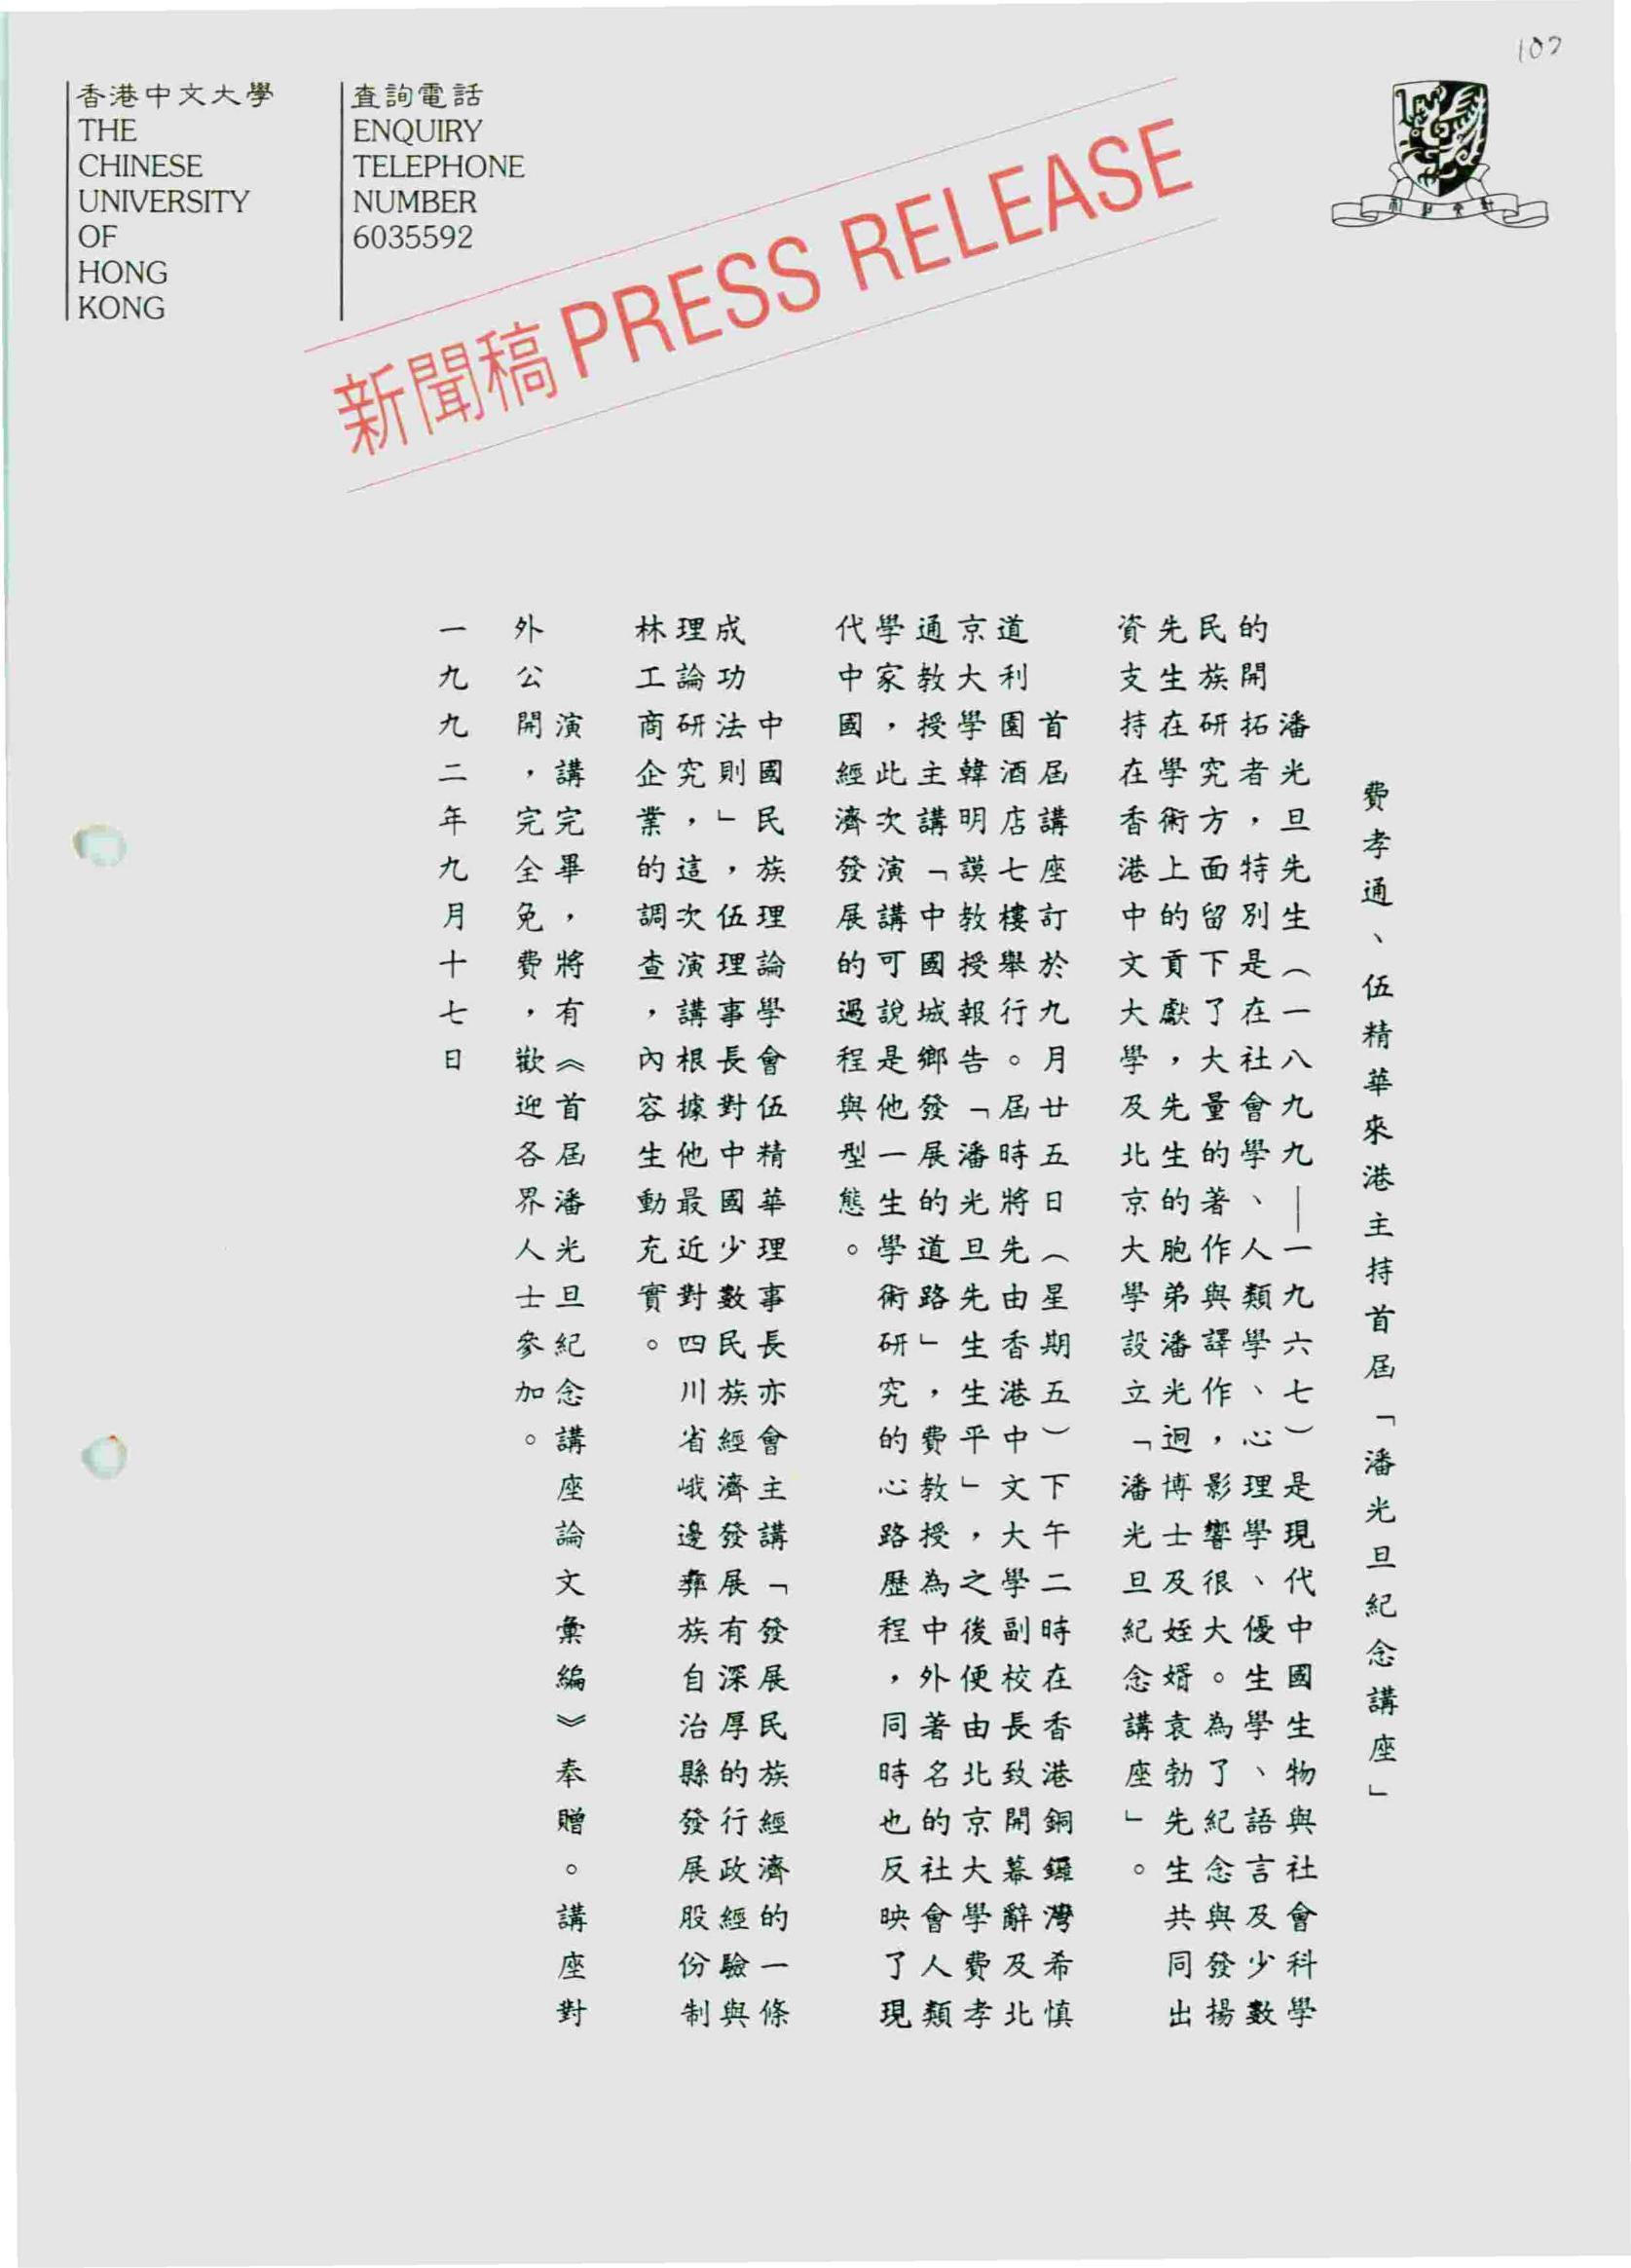 107
香港中文大學
THE
CHINESE
UNIVERSITY
OF
HONG
KONG
查詢電話
ENQUIRY
TELEPHONE
NUMBER
6035592
新聞稿 PRESS RELEASE
費孝通、伍精華來港主持首屆「潘光旦紀念講座」
潘光旦先生(一八九九—一九六七)是現代中國生物與社會科學
的開拓者,特別是在社會學、人類學、心理學、優生學、語言及少數
民族研究方面留下了大量的著作與譯作,影響很大。為了紀念與發揚
先生在學術上的貢獻,先生的胞弟潘光迥博士及姪婿袁勃先生共同出
資支持在香港中文大學及北京大學設立「潘光旦紀念講座」。
首屆講座訂於九月廿五日(星期五)下午二時在香港銅鑼灣希慎
道利園酒店七樓舉行。屆時將先由香港中文大學副校長致開幕辭及北
京大學韓明謨教授報告「潘光旦先生生平」,之後便由北京大學費孝
通教授主講「中國城鄉發展的道路」,費教授為中外著名的社會人類
學家,此次演講可說是他一生學術研究的心路歷程,同時也反映了現
代中國經濟發展的過程與型態。
中國民族理論學會伍精華理事長亦會主講「發展民族經濟的一條
成功法則」,伍理事長對中國少數民族經濟發展有深厚的行政經驗與
理論研究,這次演講根據他最近對四川省峨邊彝族自治縣發展股份制
林工商企業的調查,內容生動充實。
演講完畢,將有《首屆潘光旦紀念講座論文彙編》奉贈。講座對
外公開,完全免費,歡迎各界人士參加。
一九九二年九月十七日